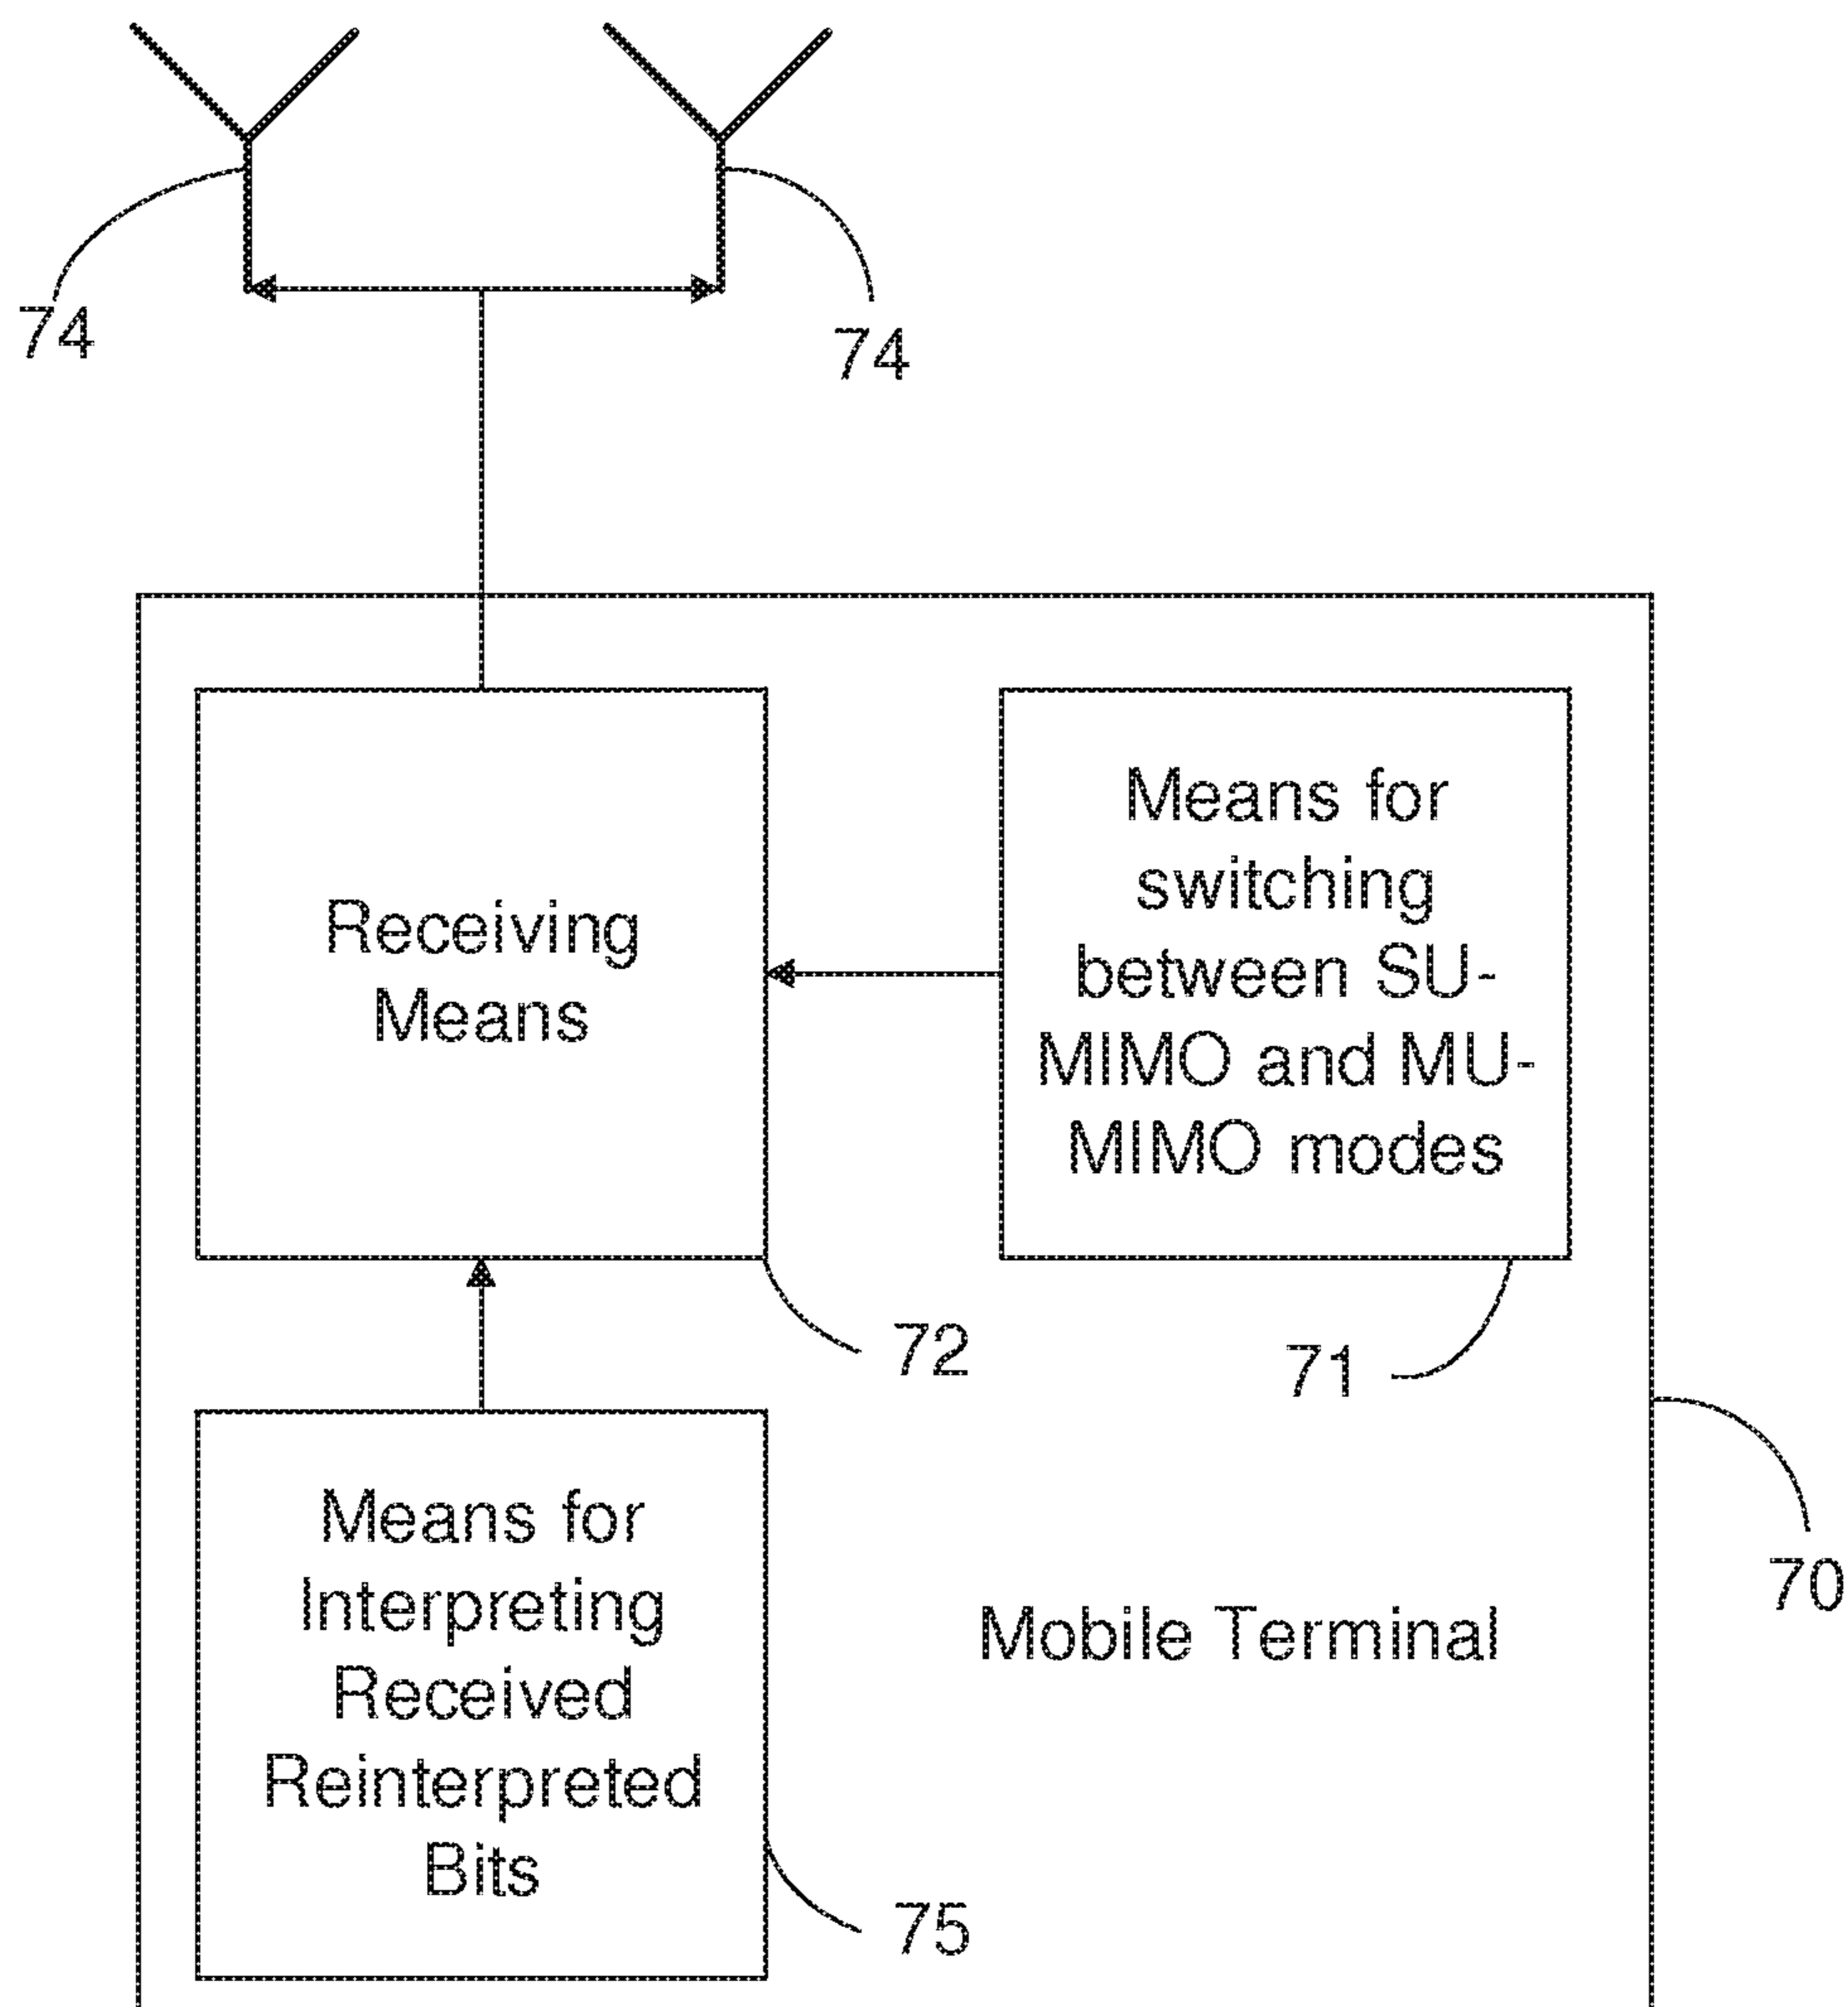 74
74
Receiving
Means
Means for
switching
between SU-
MIMO and MU-
MIMO modes
72
71
Means for
Interpreting
Received
Reinterpreted
Bits
Mobile Terminal
70
75